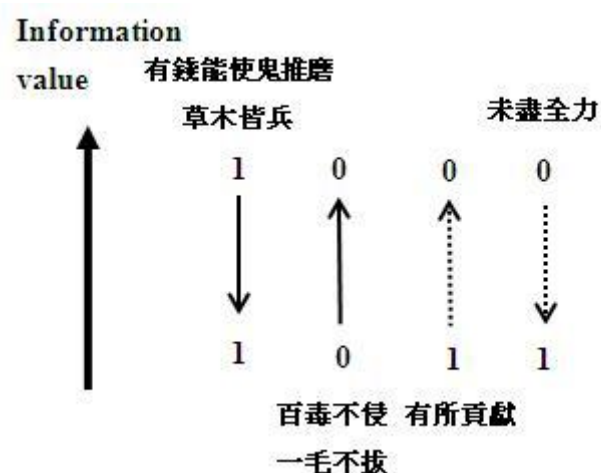 Information
value
有錢能使鬼推磨
草木皆兵
未盡全力
1 0 0 0
1 0 1 1
百毒不侵 有所貢獻
一毛不拔